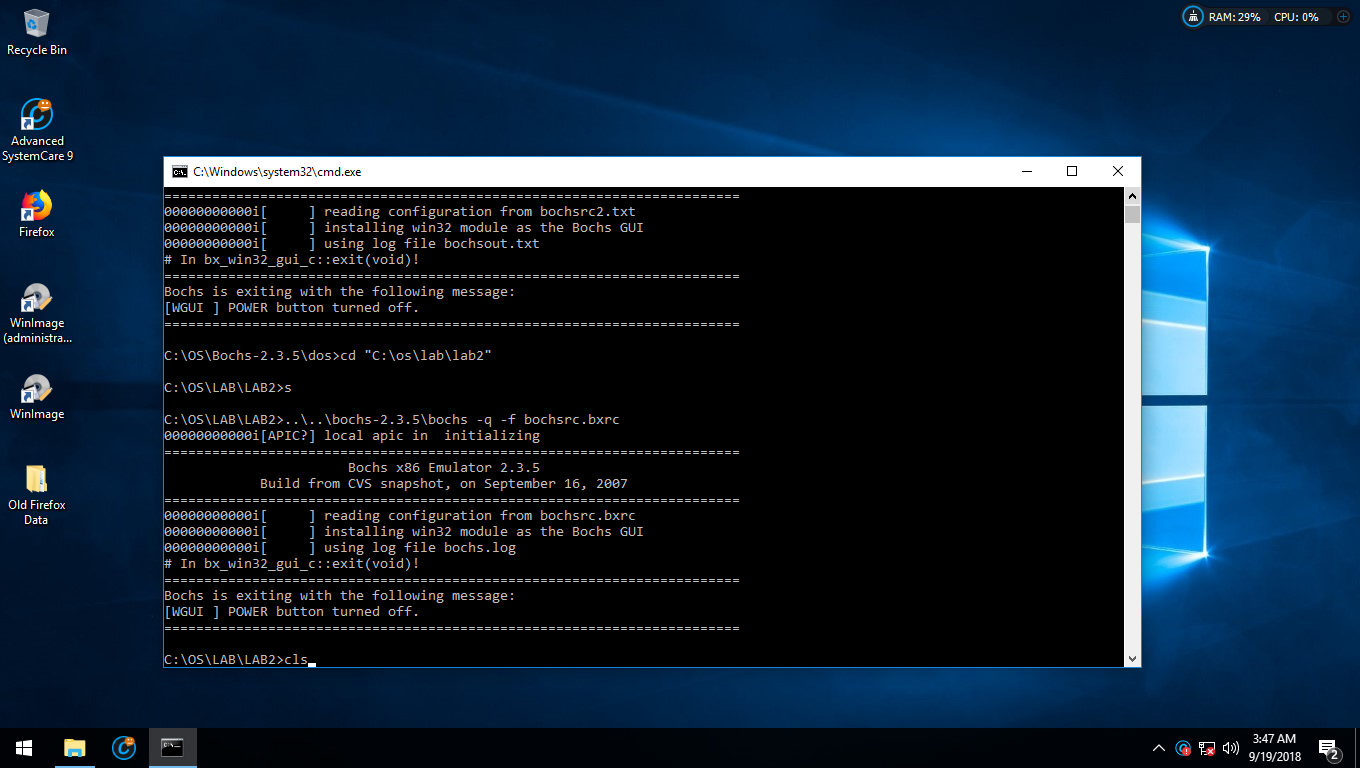 Recycle Bin
Advanced
SystemCare 9
Firefox
WinImage
(administra...
WinImage
Old Firefox
Data
RAM: 29% CPU: 0%
C:\Windows\system32\cmd.exe
========================================================================
00000000000i[      ] reading configuration from bochsrc2.txt
00000000000i[      ] installing win32 module as the Bochs GUI
00000000000i[      ] using log file bochsout.txt
# In bx_win32_gui_c::exit(void)!
========================================================================
Bochs is exiting with the following message:
[WGUI ] POWER button turned off.
========================================================================
C:\OS\Bochs-2.3.5\dos>cd "C:\os\lab\lab2"
C:\OS\LAB\LAB2>s
C:\OS\LAB\LAB2>..\..\bochs-2.3.5\bochs -q -f bochsrc.bxrc
00000000000i[APIC?] local apic in  initializing
========================================================================
Bochs x86 Emulator 2.3.5
Build from CVS snapshot, on September 16, 2007
========================================================================
00000000000i[      ] reading configuration from bochsrc.bxrc
00000000000i[      ] installing win32 module as the Bochs GUI
00000000000i[      ] using log file bochs.log
# In bx_win32_gui_c::exit(void)!
========================================================================
Bochs is exiting with the following message:
[WGUI ] POWER button turned off.
========================================================================
C:\OS\LAB\LAB2>cls
3:47 AM
9/19/2018
2